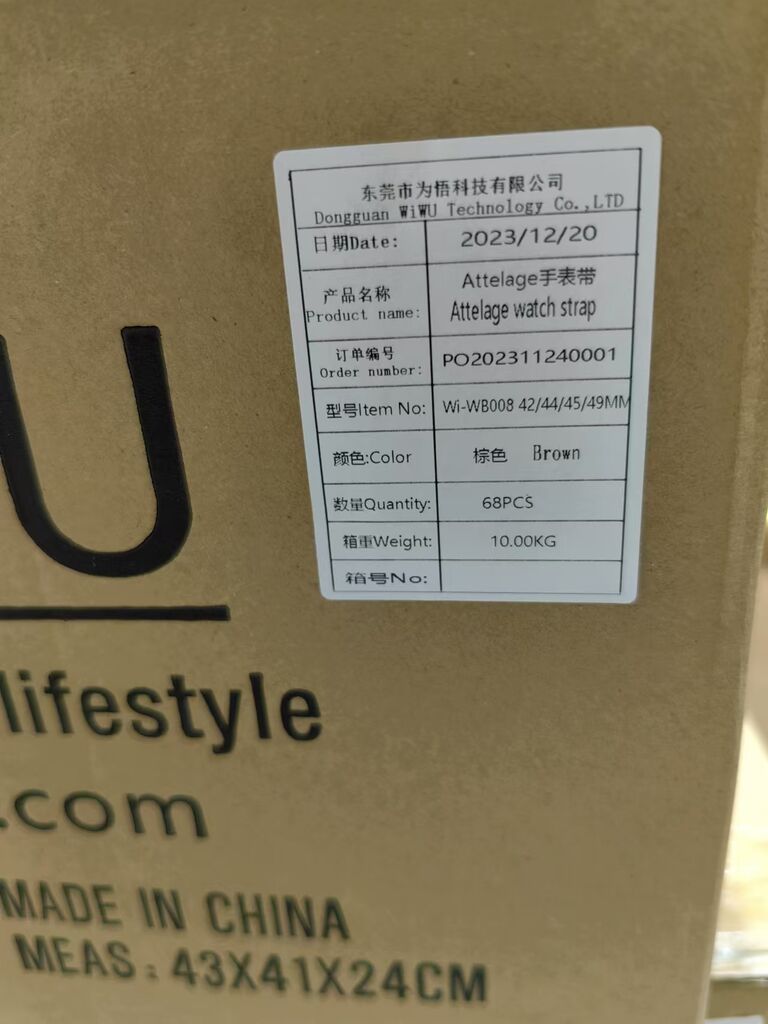 东莞市为悟科技有限公司
Dongguan WiWU Technology Co.,LTD
日期Date: 2023/12/20
产品名称 Attelage手表带
Product name: Attelage watch strap
订单编号
Order number: PO202311240001
型号Item No: Wi-WB008 42/44/45/49MM
颜色:Color 棕色 Brown
数量Quantity: 68PCS
箱重Weight: 10.00KG
箱号No:
U
lifestyle
.com
MADE IN CHINA
MEAS : 43X41X24CM